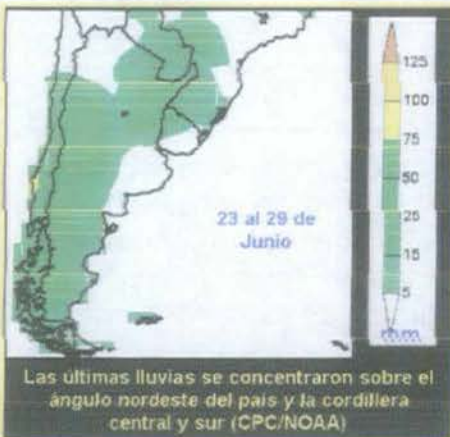 125
100
75
50
25
15
5
mm
23 al 29 de
Junio
Las últimas lluvias se concentraron sobre el
ángulo nordeste del país y la cordillera
central y sur (CPC/NOAA)